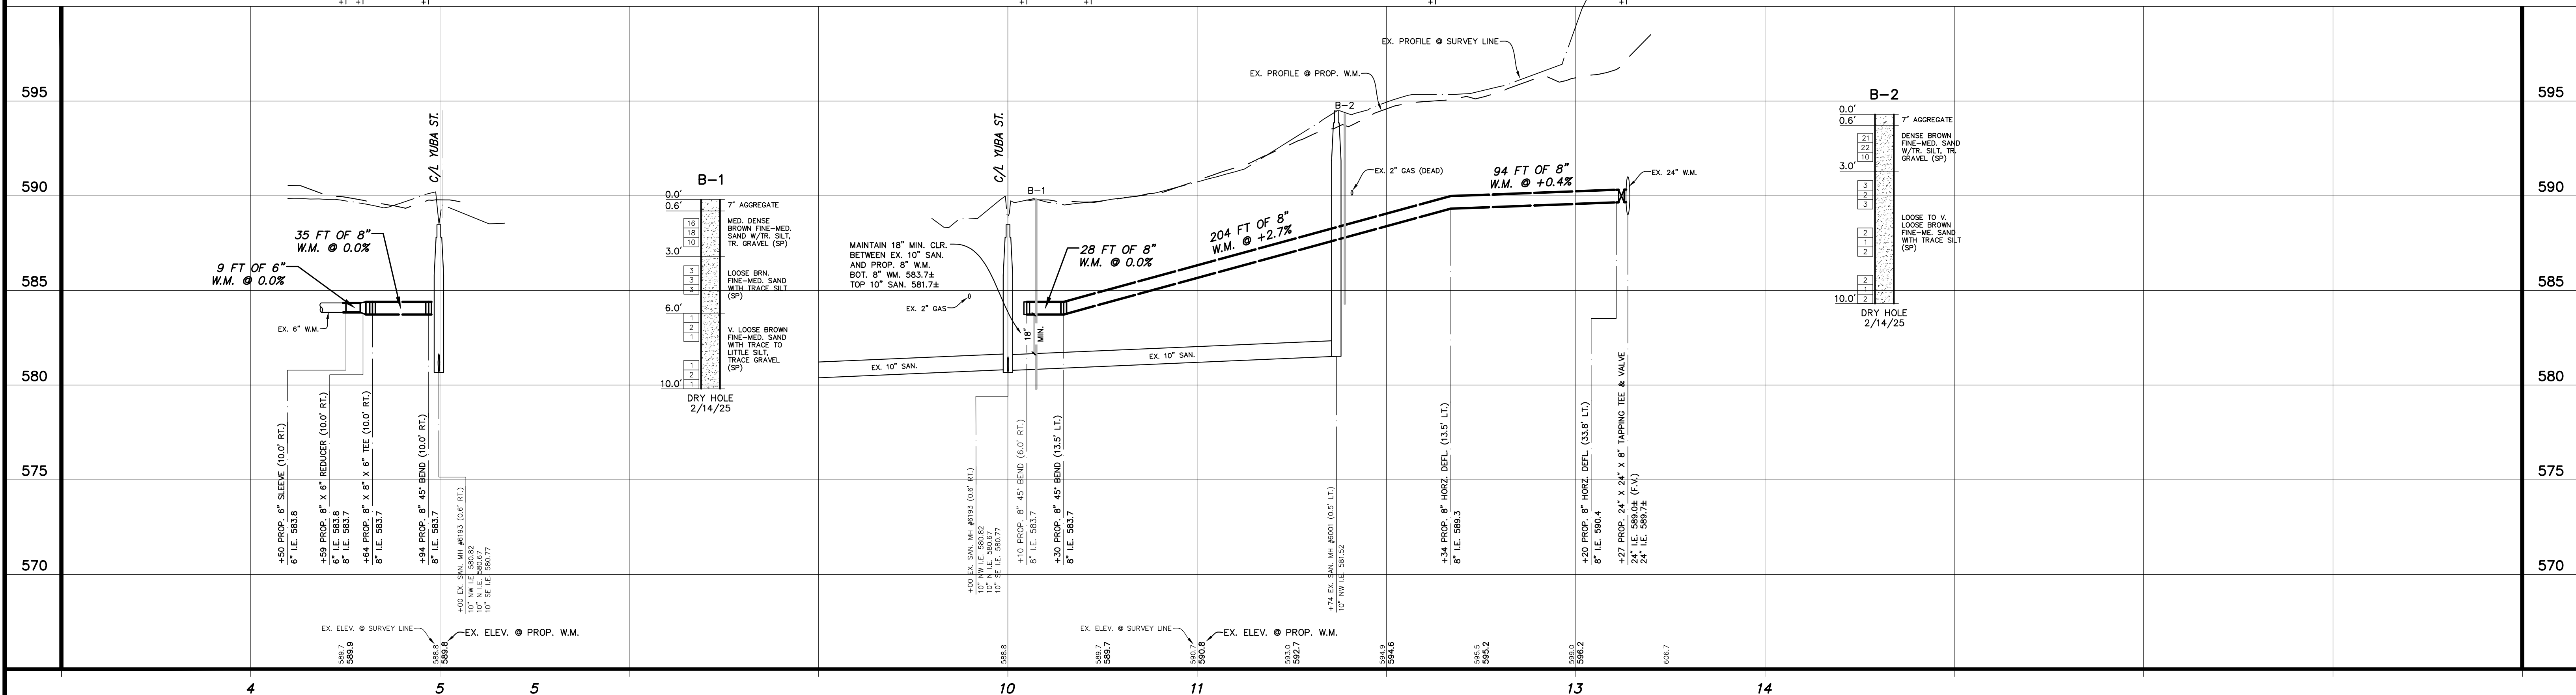 595
590
585
580
575
570
C/L YUBA ST.
35 FT OF 8"
W.M. @ 0.0%
9 FT OF 6"
W.M. @ 0.0%
EX. 6" W.M.
+50 PROP. 6" SLEEVE (10.0' RT.)
6" I.E. 583.8
+59 PROP. 8" X 6" REDUCER (10.0' RT.)
6" I.E. 583.8
8" I.E. 583.7
+64 PROP. 8" X 8" X 6" TEE (10.0' RT.)
8" I.E. 583.7
+94 PROP. 8" 45° BEND (10.0' RT.)
8" I.E. 583.7
+00 EX. SAN. MH #6193 (0.6' RT.)
10" NW I.E. 580.82
10" N I.E. 580.67
10" SE I.E. 580.77
EX. ELEV. @ SURVEY LINE
EX. ELEV. @ PROP. W.M.
589.7
589.9
588.8
589.8
B-1
0.0'
0.6'
3.0'
6.0'
10.0'
16
18
10
3
3
3
1
2
1
1
2
1
7" AGGREGATE
MED. DENSE
BROWN FINE-MED.
SAND W/TR. SILT,
TR. GRAVEL (SP)
LOOSE BRN.
FINE-MED. SAND
WITH TRACE SILT
(SP)
V. LOOSE BROWN
FINE-MED. SAND
WITH TRACE TO
LITTLE SILT,
TRACE GRAVEL
(SP)
DRY HOLE
2/14/25
C/L YUBA ST.
B-1
MAINTAIN 18" MIN. CLR.
BETWEEN EX. 10" SAN.
AND PROP. 8" W.M.
BOT. 8" WM. 583.7±
TOP 10" SAN. 581.7±
EX. 2" GAS
28 FT OF 8"
W.M. @ 0.0%
18"
MIN.
EX. 10" SAN.
EX. 10" SAN.
204 FT OF 8"
W.M. @ +2.7%
EX. PROFILE @ SURVEY LINE
EX. PROFILE @ PROP. W.M.
B-2
EX. 2" GAS (DEAD)
94 FT OF 8"
W.M. @ +0.4%
EX. 24" W.M.
+00 EX. SAN. MH #6193 (0.6' RT.)
10" NW I.E. 580.82
10" N I.E. 580.67
10" SE I.E. 580.77
+10 PROP. 8" 45° BEND (6.0' RT.)
8" I.E. 583.7
+30 PROP. 8" 45° BEND (13.5' LT.)
8" I.E. 583.7
+74 EX. SAN. MH #6001 (0.5' LT.)
10" NW I.E. 581.52
+34 PROP. 8" HORZ. DEFL. (13.5' LT.)
8" I.E. 589.3
+20 PROP. 8" HORZ. DEFL. (33.8' LT.)
8" I.E. 590.4
+27 PROP. 24" X 24" X 8" TAPPING TEE & VALVE
24" I.E. 589.0± (F.V.)
24" I.E. 589.7±
EX. ELEV. @ SURVEY LINE
EX. ELEV. @ PROP. W.M.
588.8
589.7
589.7
590.7
590.8
593.0
592.7
594.9
594.6
595.5
595.2
599.0
596.2
606.7
B-2
0.0'
0.6'
3.0'
10.0'
21
22
10
3
2
3
2
1
2
2
1
2
7" AGGREGATE
DENSE BROWN
FINE-MED. SAND
W/TR. SILT, TR.
GRAVEL (SP)
LOOSE TO V.
LOOSE BROWN
FINE-ME. SAND
WITH TRACE SILT
(SP)
DRY HOLE
2/14/25
595
590
585
580
575
570
4
5
5
10
11
13
14